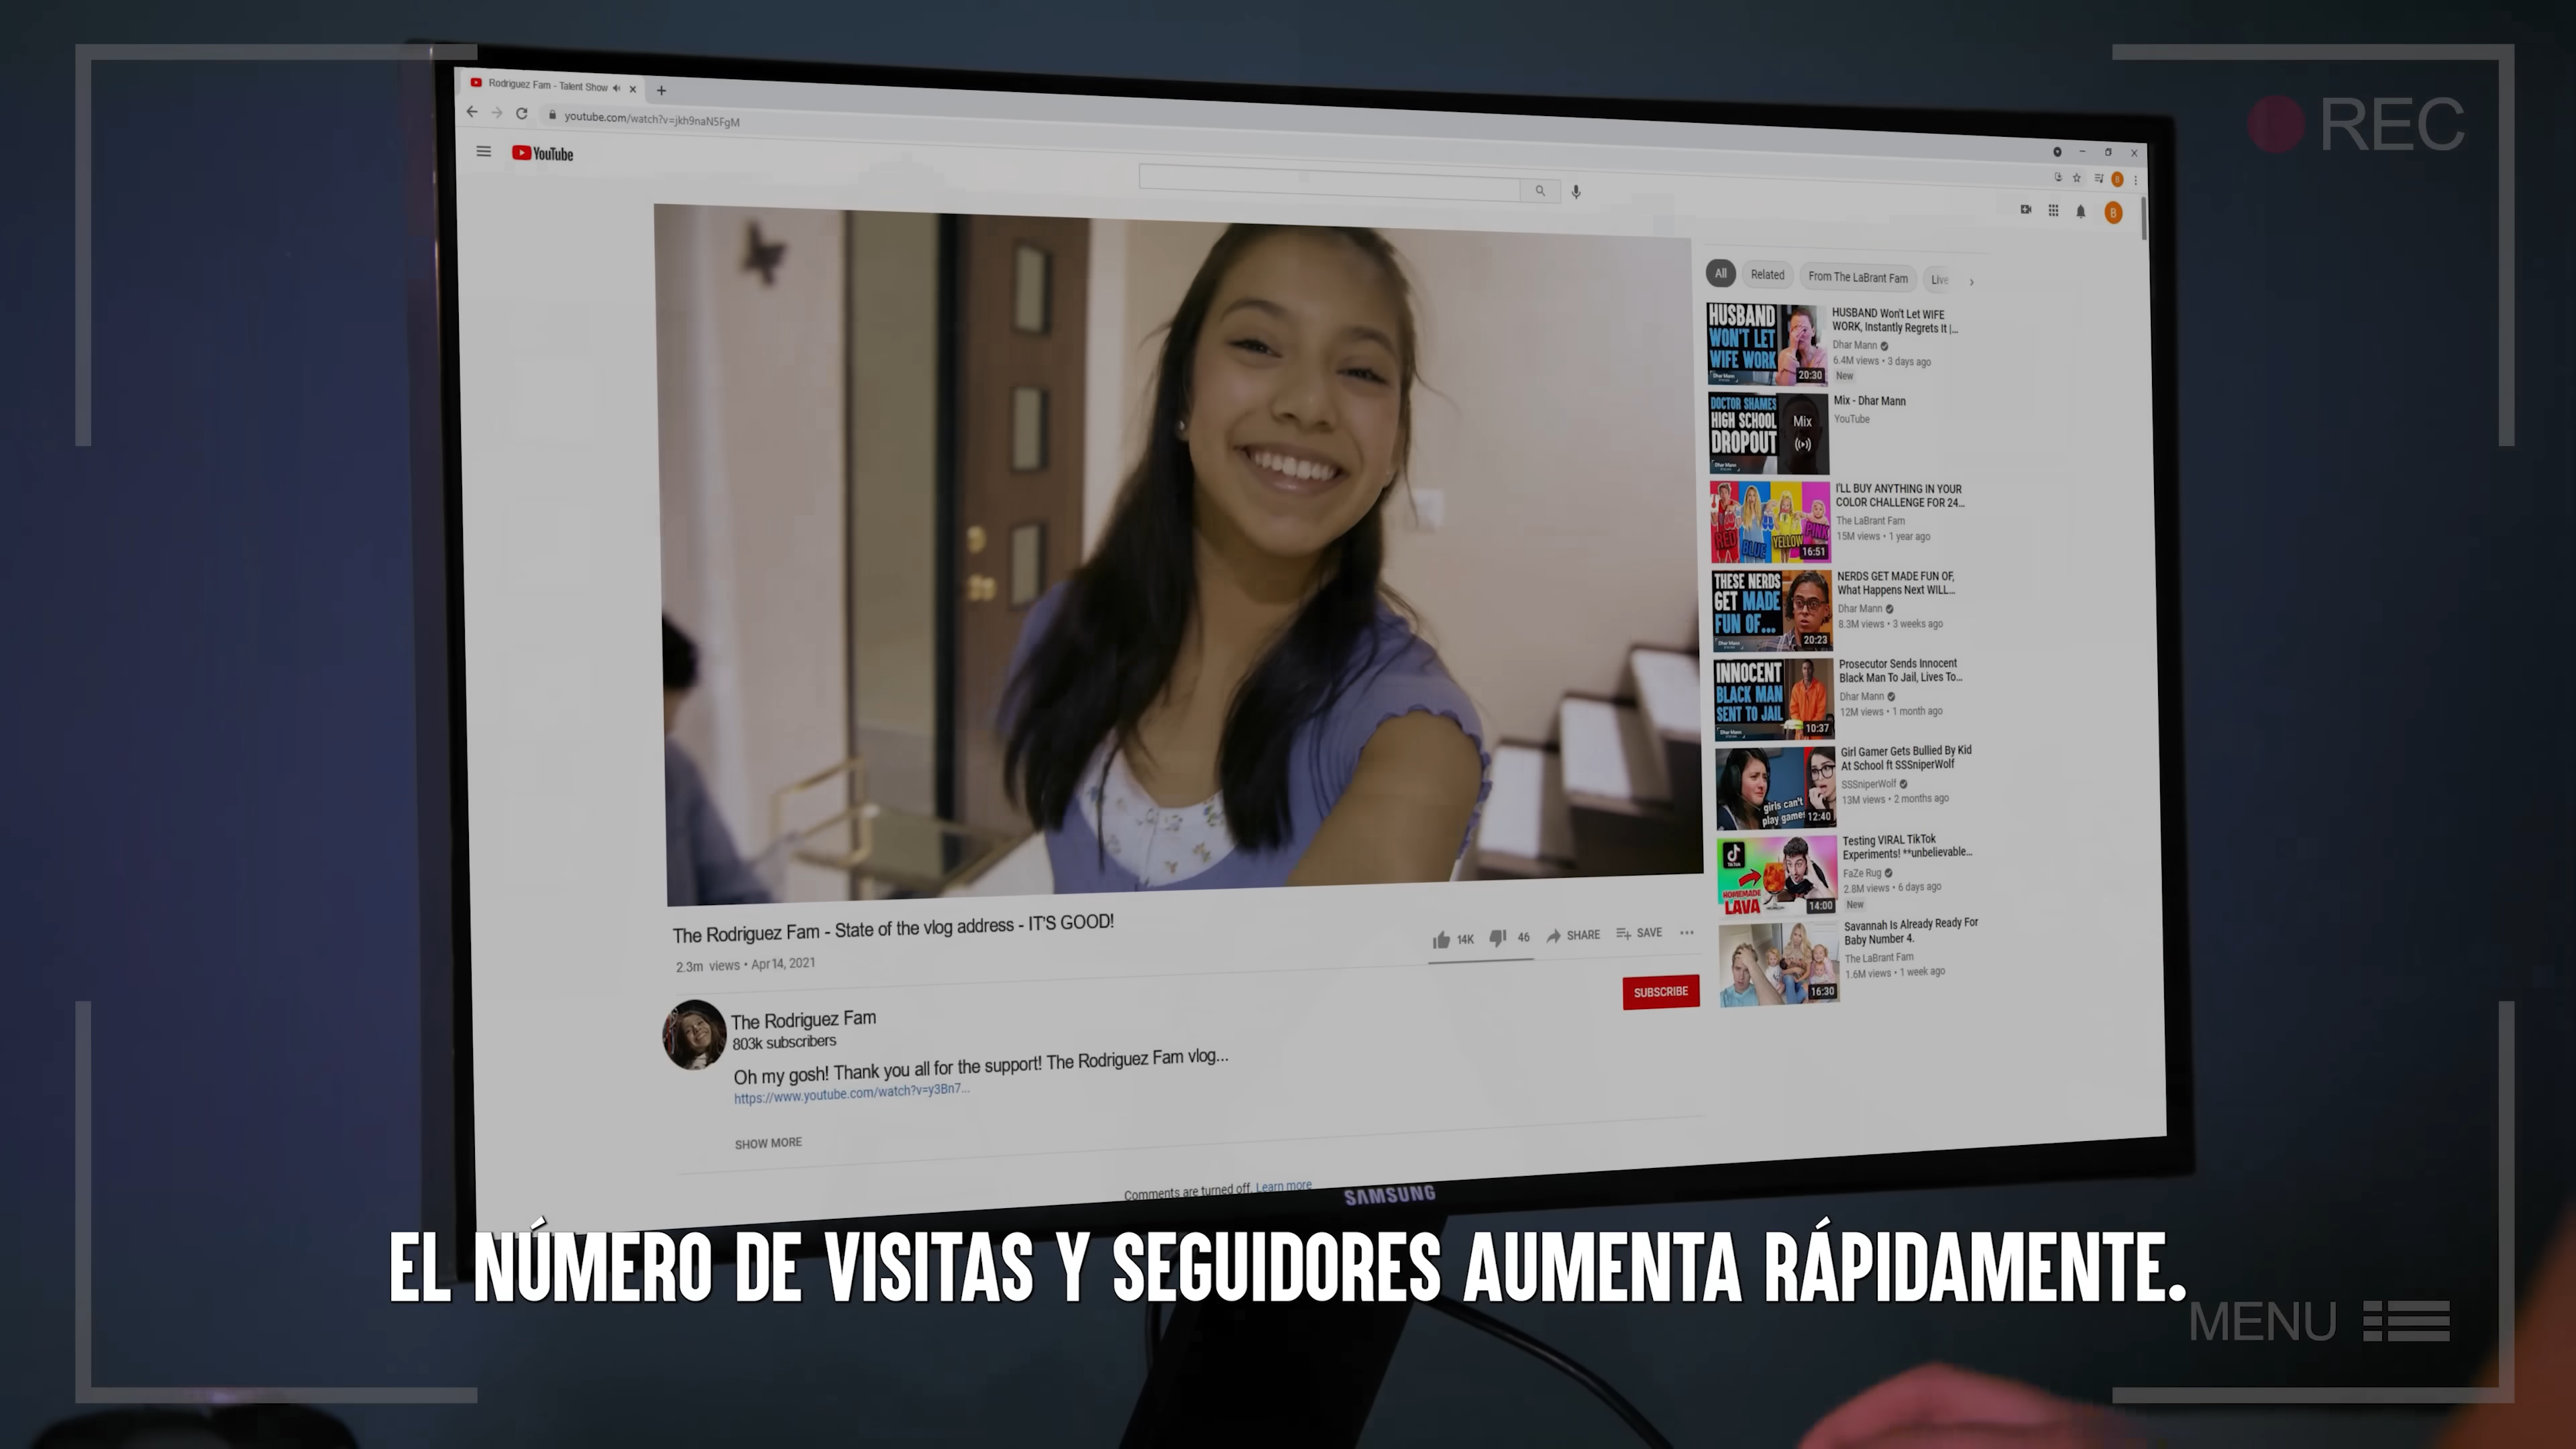 REC
Rodriguez Fam - Talent Show
youtube.com/watch?v=jkh9naN5FgM
YouTube
B
B
All
Related
From The LaBrant Fam
Live
HUSBAND
WON'T LET
WIFE WORK
Dhar Mann
20:30
HUSBAND Won't Let WIFE
WORK, Instantly Regrets It |...
Dhar Mann
6.4M views • 3 days ago
New
DOCTOR SHAMES
HIGH SCHOOL
DROPOUT
Dhar Mann
Mix
Mix - Dhar Mann
YouTube
RED
BLUE
YELLOW
PINK
16:51
I'LL BUY ANYTHING IN YOUR
COLOR CHALLENGE FOR 24...
The LaBrant Fam
15M views • 1 year ago
THESE NERDS
GET MADE
FUN OF...
Dhar Mann
20:23
NERDS GET MADE FUN OF,
What Happens Next WILL...
Dhar Mann
8.3M views • 3 weeks ago
INNOCENT
BLACK MAN
SENT TO JAIL
Dhar Mann
10:37
Prosecutor Sends Innocent
Black Man To Jail, Lives To...
Dhar Mann
12M views • 1 month ago
girls can't
play games
12:40
Girl Gamer Gets Bullied By Kid
At School ft SSSniperWolf
SSSniperWolf
13M views • 2 months ago
HOMEMADE
LAVA
14:00
Testing VIRAL TikTok
Experiments! **unbelievable...
FaZe Rug
2.8M views • 6 days ago
New
16:30
Savannah Is Already Ready For
Baby Number 4.
The LaBrant Fam
1.6M views • 1 week ago
The Rodriguez Fam - State of the vlog address - IT'S GOOD!
2.3m views • Apr 14, 2021
14K
46
SHARE
SAVE
The Rodriguez Fam
803k subscribers
SUBSCRIBE
Oh my gosh! Thank you all for the support! The Rodriguez Fam vlog...
https://www.youtube.com/watch?v=y3Bn7...
SHOW MORE
Comments are turned off. Learn more
SAMSUNG
EL NÚMERO DE VISITAS Y SEGUIDORES AUMENTA RÁPIDAMENTE.
MENU